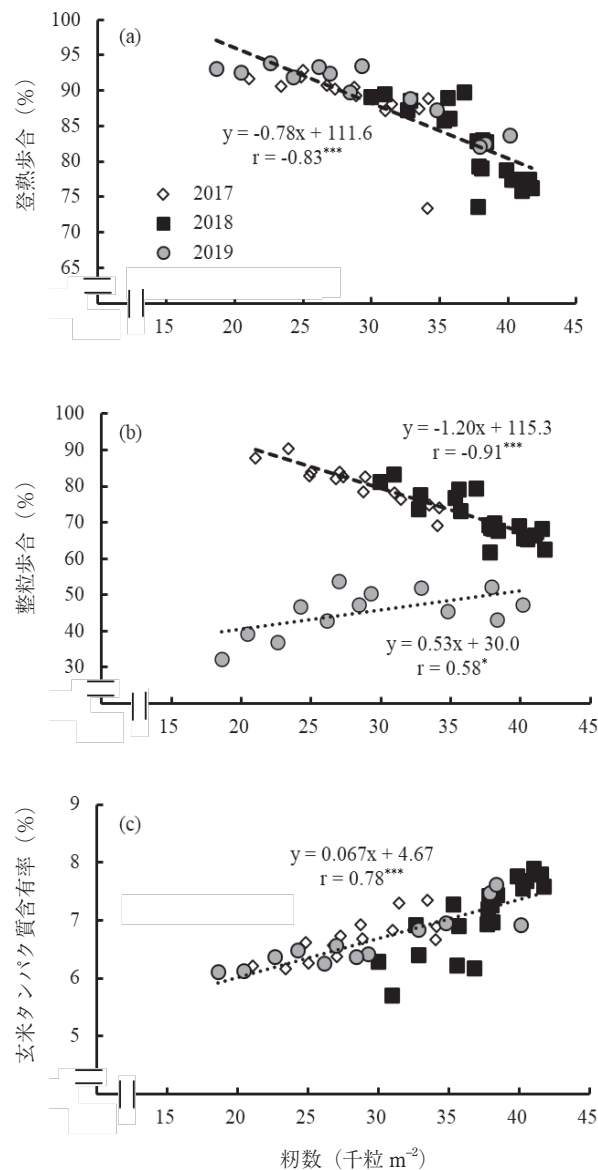 (a)
登熟歩合（%）
100
95
90
85
80
75
70
65
y = -0.78x + 111.6
r = -0.83***
2017
2018
2019
15 20 25 30 35 40 45
(b)
整粒歩合（%）
100
90
80
70
60
50
40
30
y = -1.20x + 115.3
r = -0.91***
y = 0.53x + 30.0
r = 0.58*
15 20 25 30 35 40 45
(c)
玄米タンパク質含有率（%）
9
8
7
6
5
y = 0.067x + 4.67
r = 0.78***
15 20 25 30 35 40 45
籾数（千粒 m⁻²）